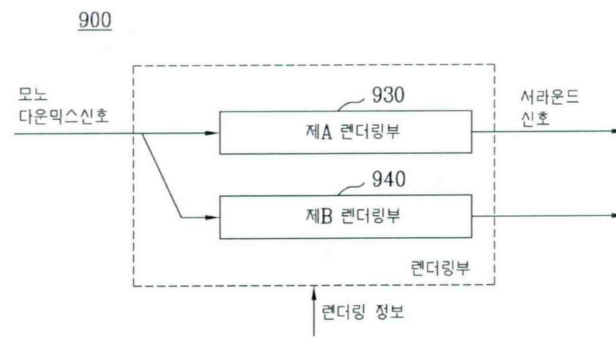 900
930
모노
다운믹스신호
제A 렌더링부
서라운드
신호
940
제B 렌더링부
렌더링부
렌더링 정보